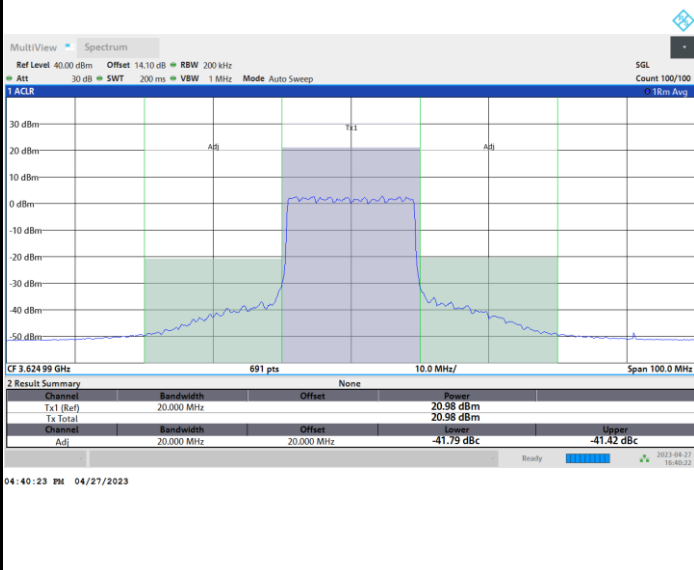 MultiView Spectrum
Ref Level 40.00 dBm Offset 14.10 dB RBW 200 kHz SGL
Att 30 dB SWT 200 ms VBW 1 MHz Mode Auto Sweep Count 100/100
1 ACLR 1Rm Avg
30 dBm
Tx1
20 dBm
Adj Adj
10 dBm
0 dBm
-10 dBm
-20 dBm
-30 dBm
-40 dBm
-50 dBm
CF 3.624 99 GHz 691 pts 10.0 MHz/ Span 100.0 MHz
2 Result Summary None
Channel Bandwidth Offset Power
Tx1 (Ref) 20.000 MHz 20.98 dBm
Tx Total 20.98 dBm
Channel Bandwidth Offset Lower Upper
Adj 20.000 MHz 20.000 MHz -41.79 dBc -41.42 dBc
Ready 2023-04-27
16:40:22
04:40:23 PM 04/27/2023